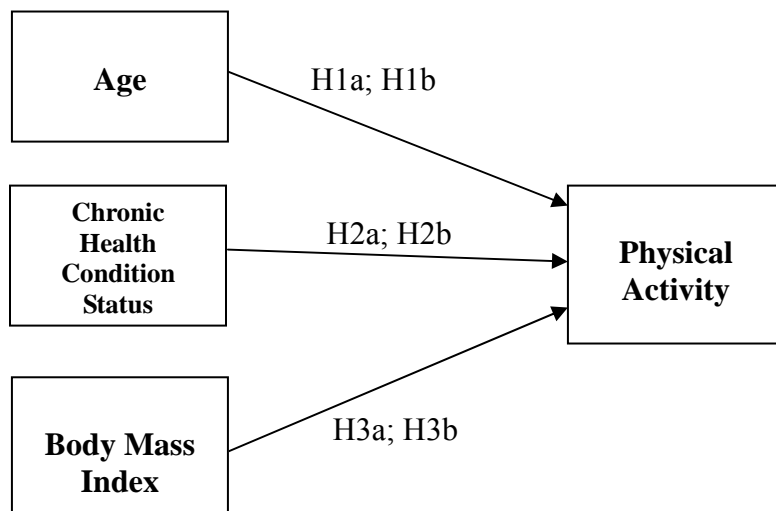 Age
H1a; H1b
Chronic
Health
Condition
Status
H2a; H2b
Physical
Activity
Body Mass
Index
H3a; H3b